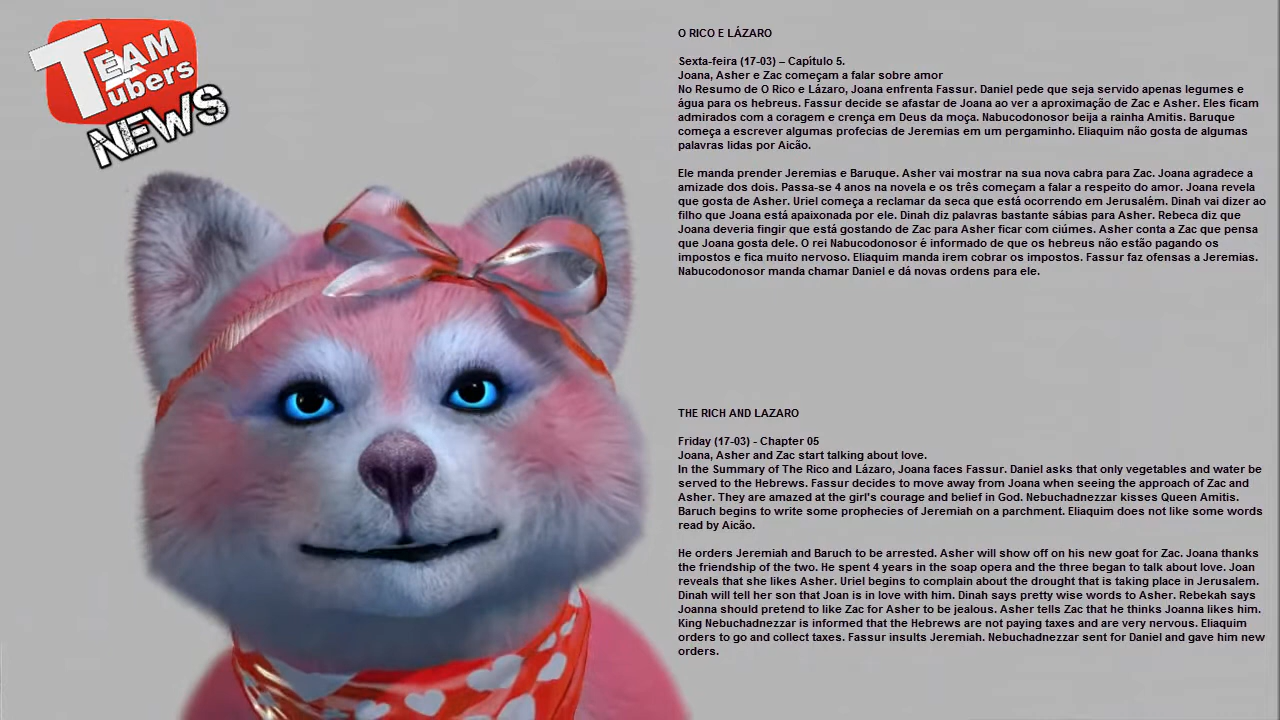 TEAM
Tubers
NEWS
O RICO E LÁZARO
Sexta-feira (17-03) – Capítulo 5.
Joana, Asher e Zac começam a falar sobre amor
No Resumo de O Rico e Lázaro, Joana enfrenta Fassur. Daniel pede que seja servido apenas legumes e
água para os hebreus. Fassur decide se afastar de Joana ao ver a aproximação de Zac e Asher. Eles ficam
admirados com a coragem e crença em Deus da moça. Nabucodonosor beija a rainha Amitis. Baruque
começa a escrever algumas profecias de Jeremias em um pergaminho. Eliaquim não gosta de algumas
palavras lidas por Aicão.
Ele manda prender Jeremias e Baruque. Asher vai mostrar na sua nova cabra para Zac. Joana agradece a
amizade dos dois. Passa-se 4 anos na novela e os três começam a falar a respeito do amor. Joana revela
que gosta de Asher. Uriel começa a reclamar da seca que está ocorrendo em Jerusalém. Dinah vai dizer ao
filho que Joana está apaixonada por ele. Dinah diz palavras bastante sábias para Asher. Rebeca diz que
Joana deveria fingir que está gostando de Zac para Asher ficar com ciúmes. Asher conta a Zac que pensa
que Joana gosta dele. O rei Nabucodonosor é informado de que os hebreus não estão pagando os
impostos e fica muito nervoso. Eliaquim manda irem cobrar os impostos. Fassur faz ofensas a Jeremias.
Nabucodonosor manda chamar Daniel e dá novas ordens para ele.
THE RICH AND LAZARO
Friday (17-03) - Chapter 05
Joana, Asher and Zac start talking about love.
In the Summary of The Rico and Lázaro, Joana faces Fassur. Daniel asks that only vegetables and water be
served to the Hebrews. Fassur decides to move away from Joana when seeing the approach of Zac and
Asher. They are amazed at the girl's courage and belief in God. Nebuchadnezzar kisses Queen Amitis.
Baruch begins to write some prophecies of Jeremiah on a parchment. Eliaquim does not like some words
read by Aicão.
He orders Jeremiah and Baruch to be arrested. Asher will show off on his new goat for Zac. Joana thanks
the friendship of the two. He spent 4 years in the soap opera and the three began to talk about love. Joan
reveals that she likes Asher. Uriel begins to complain about the drought that is taking place in Jerusalem.
Dinah will tell her son that Joan is in love with him. Dinah says pretty wise words to Asher. Rebekah says
Joanna should pretend to like Zac for Asher to be jealous. Asher tells Zac that he thinks Joanna likes him.
King Nebuchadnezzar is informed that the Hebrews are not paying taxes and are very nervous. Eliaquim
orders to go and collect taxes. Fassur insults Jeremiah. Nebuchadnezzar sent for Daniel and gave him new
orders.